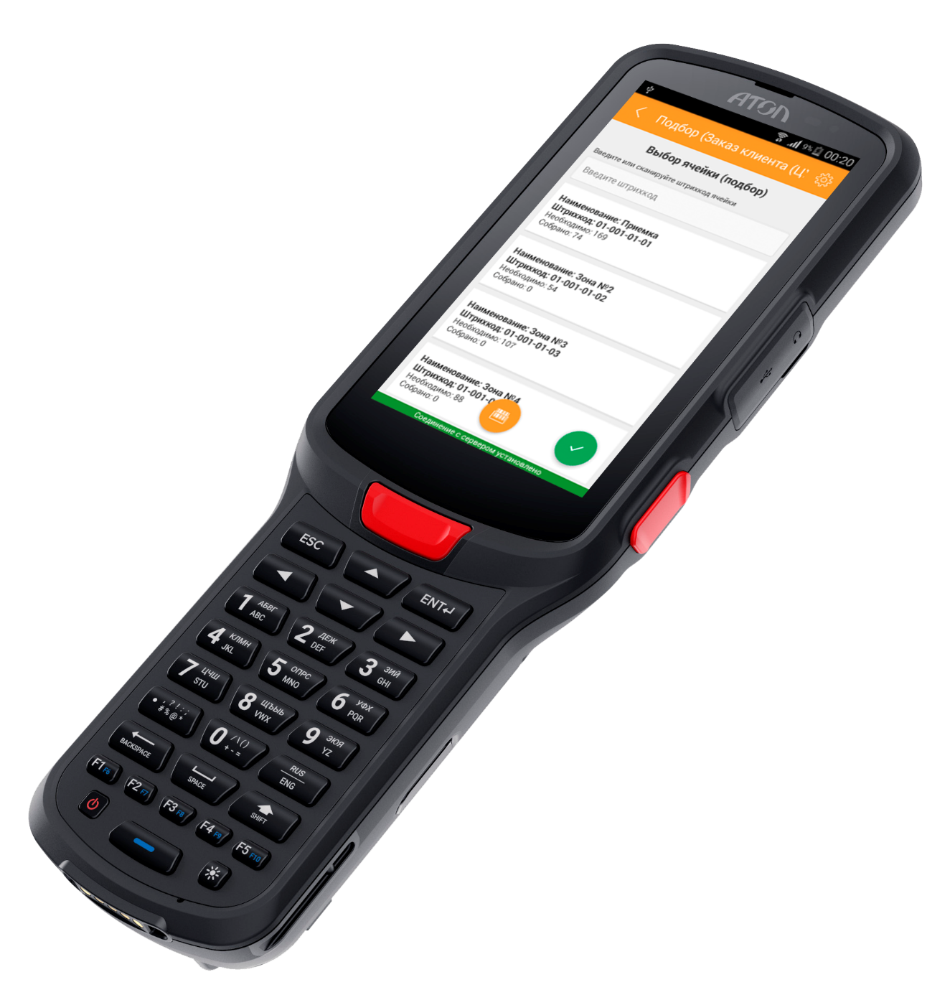 АТОЛ
9% 00:20
Подбор (Заказ клиента (Ц'
Выбор ячейки (подбор)
Введите или сканируйте штрихкод ячейки
Введите штрихкод
Наименование: Приемка
Штрихкод: 01-001-01-01
Необходимо: 169
Собрано: 74
Наименование: Зона №2
Штрихкод: 01-001-01-02
Необходимо: 54
Собрано: 0
Наименование: Зона №3
Штрихкод: 01-001-01-03
Необходимо: 107
Собрано: 0
Наименование: Зона №4
Штрихкод: 01-001-0
Необходимо: 88
Собрано: 0
Соединение с сервером установлено
ESC
ENT
1 АБВГ ABC
2 ДЕЖ DEF
3 ЗИЙ GHI
4 КЛМН JKL
5 ОПРС MNO
6 УФХ PQR
7 ЦЧШ STU
8 ЩЪЫЬ VWX
9 ЭЮЯ YZ
• , ? ! : ; # % @ *
0 / \ ( ) + - =
RUS ENG
BACKSPACE
SPACE
SHIFT
F1 F6
F2 F7
F3 F8
F4 F9
F5 F10